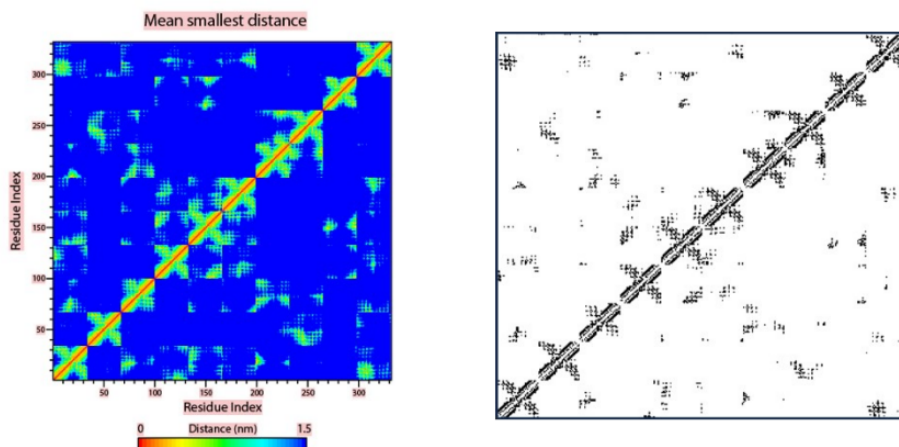 Mean smallest distance
300
250
200
150
100
50
Residue Index
50 100 150 200 250 300
Residue Index
0 Distance (nm) 1.5